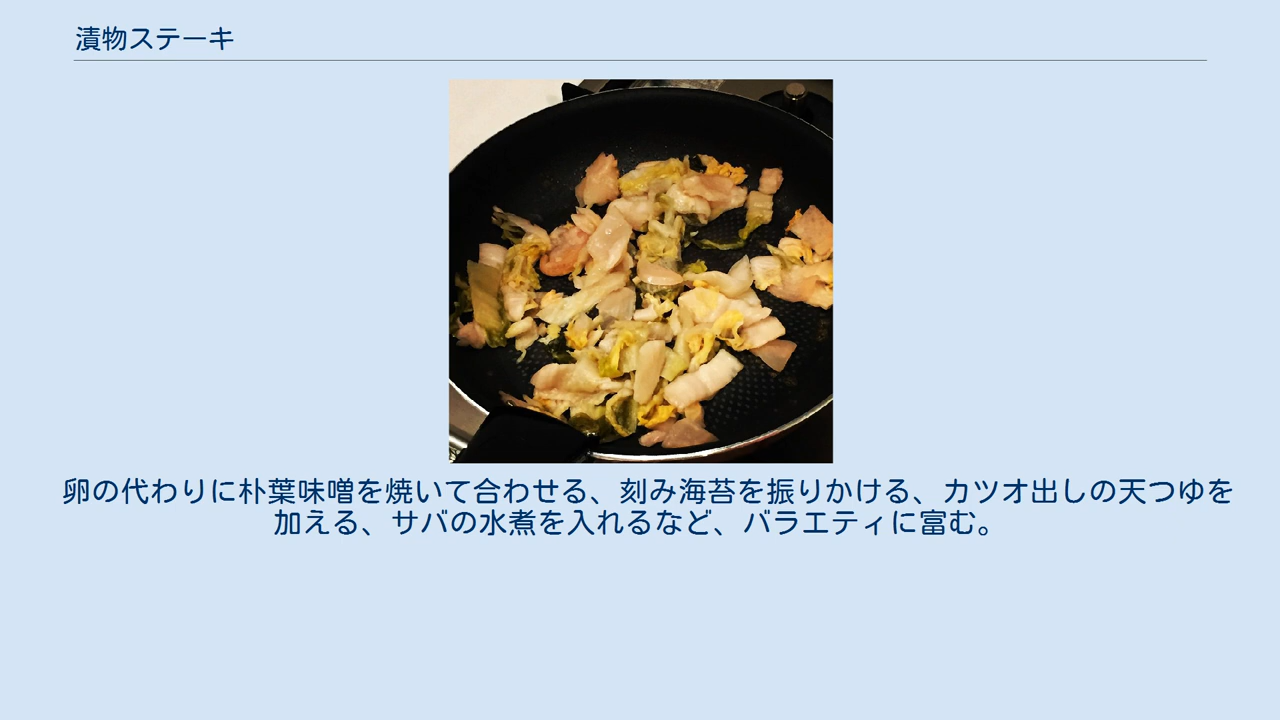 漬物ステーキ
卵の代わりに朴葉味噌を焼いて合わせる、刻み海苔を振りかける、カツオ出しの天つゆを
加える、サバの水煮を入れるなど、バラエティに富む。